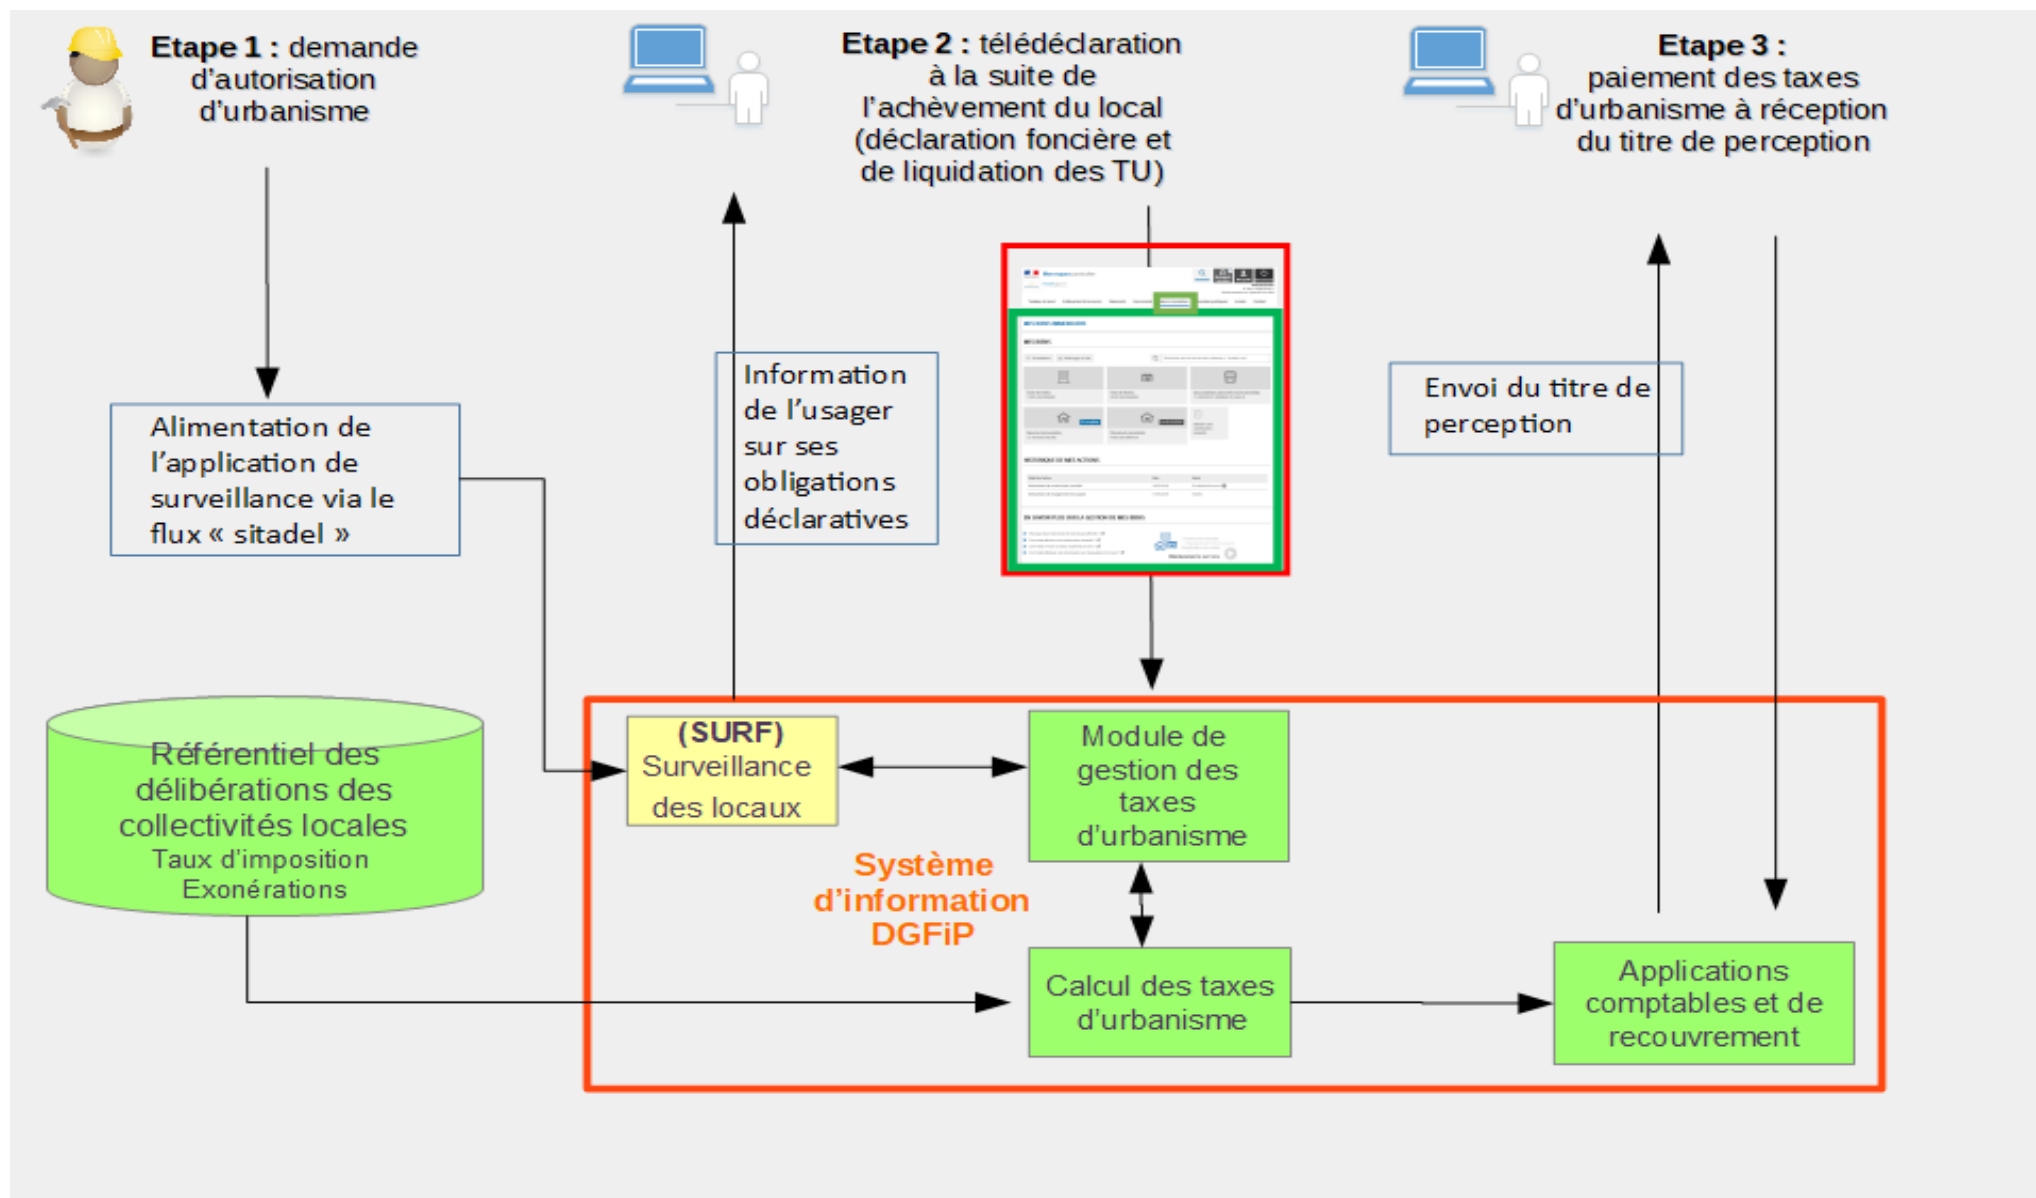 Etape 1 : demande
d'autorisation
d'urbanisme
Etape 2 : télédéclaration
à la suite de
l'achèvement du local
(déclaration foncière et
de liquidation des TU)
Etape 3 :
paiement des taxes
d'urbanisme à réception
du titre de perception
Alimentation de
l'application de
surveillance via le
flux « sitadel »
Information
de l'usager
sur ses
obligations
déclaratives
Envoi du titre de
perception
Référentiel des
délibérations des
collectivités locales
Taux d'imposition
Exonérations
(SURF)
Surveillance
des locaux
Module de
gestion des
taxes
d'urbanisme
Système
d'information
DGFiP
Calcul des taxes
d'urbanisme
Applications
comptables et de
recouvrement